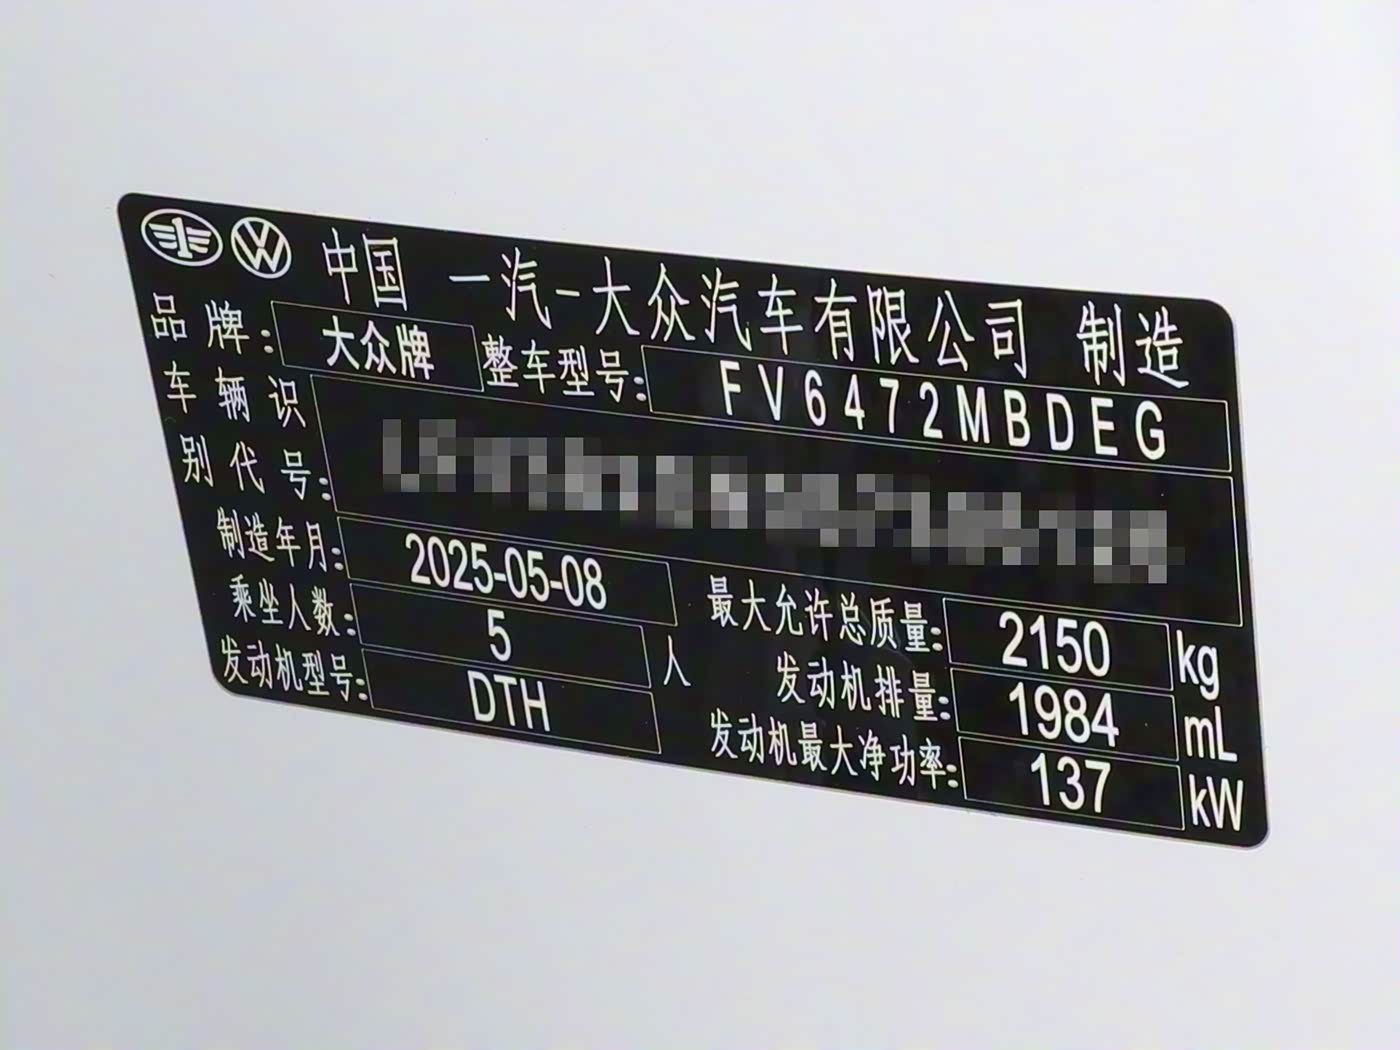 中国 一汽-大众汽车有限公司 制造
品牌: 大众牌 整车型号: FV6472MBDEG
车辆识
别代号:
制造年月: 2025-05-08
最大允许总质量: 2150 kg
乘坐人数: 5 人
发动机排量: 1984 mL
发动机型号: DTH
发动机最大净功率: 137 kW